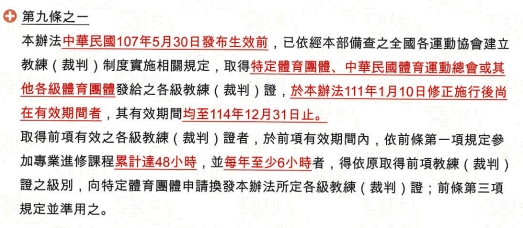 第九條之一
本辦法中華民國107年5月30日發布生效前，已依經本部備查之全國各運動協會建立
教練（裁判）制度實施相關規定，取得特定體育團體、中華民國體育運動總會或其
他各級體育團體發給之各級教練（裁判）證，於本辦法111年1月10日修正施行後尚
在有效期間者，其有效期間均至114年12月31日止。
取得前項有效之各級教練（裁判）證者，於前項有效期間內，依前條第一項規定參
加專業進修課程累計達48小時，並每年至少6小時者，得依原取得前項教練（裁判）
證之級別，向特定體育團體申請換發本辦法所定各級教練（裁判）證；前條第三項
規定並準用之。